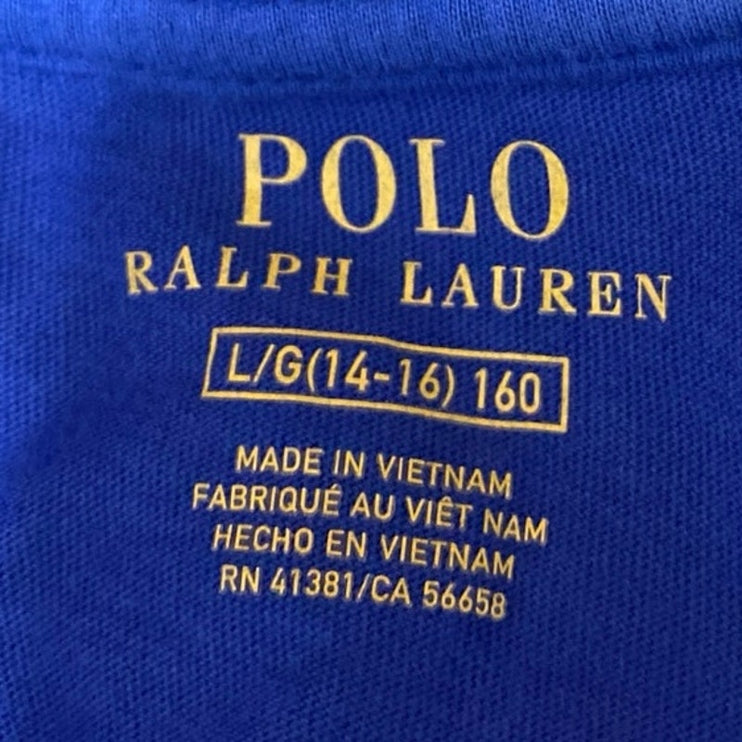 POLO
RALPH LAUREN
L/G(14-16) 160
MADE IN VIETNAM
FABRIQUÉ AU VIÊT NAM
HECHO EN VIETNAM
RN 41381/CA 56658